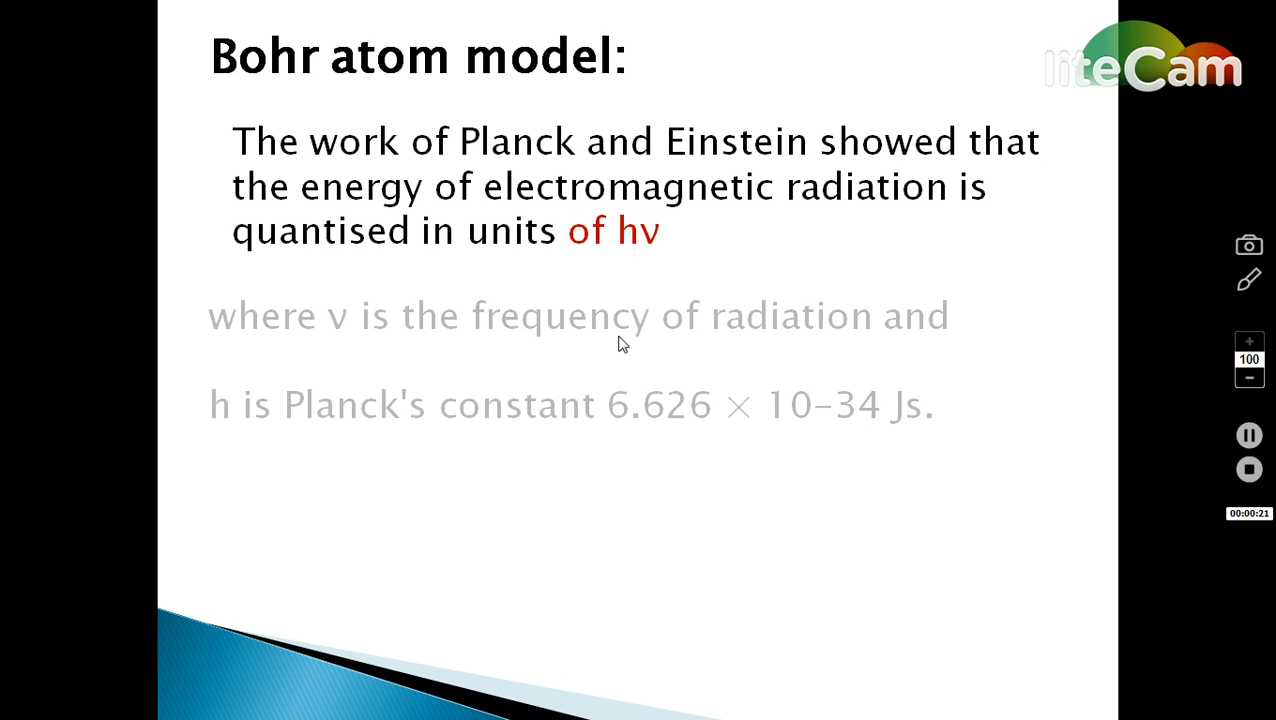 Bohr atom model:
liteCam
The work of Planck and Einstein showed that
the energy of electromagnetic radiation is
quantised in units of hν
where ν is the frequency of radiation and
h is Planck's constant 6.626 × 10–34 Js.
+
100
–
00:00:21